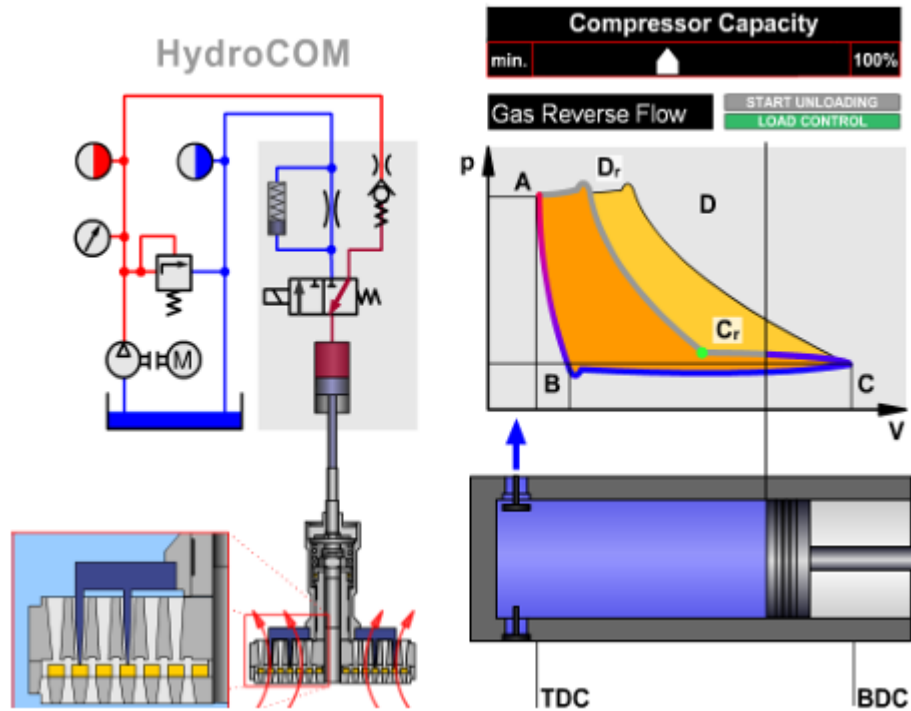 HydroCOM
M
Compressor Capacity
min. 100%
Gas Reverse Flow
START UNLOADING
LOAD CONTROL
p
A
Dr
D
Cr
B
C
V
TDC
BDC